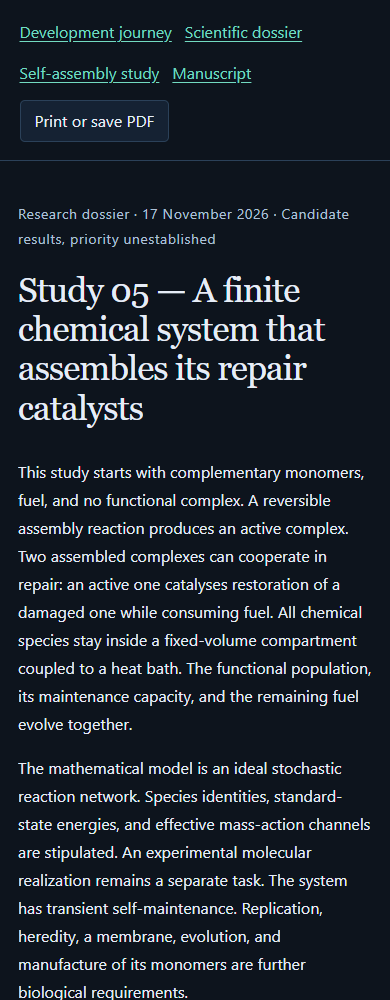 Development journey Scientific dossier
Self-assembly study Manuscript
Print or save PDF
Research dossier · 17 November 2026 · Candidate
results, priority unestablished
Study 05 — A finite
chemical system that
assembles its repair
catalysts
This study starts with complementary monomers,
fuel, and no functional complex. A reversible
assembly reaction produces an active complex.
Two assembled complexes can cooperate in
repair: an active one catalyses restoration of a
damaged one while consuming fuel. All chemical
species stay inside a fixed-volume compartment
coupled to a heat bath. The functional population,
its maintenance capacity, and the remaining fuel
evolve together.
The mathematical model is an ideal stochastic
reaction network. Species identities, standard-
state energies, and effective mass-action channels
are stipulated. An experimental molecular
realization remains a separate task. The system
has transient self-maintenance. Replication,
heredity, a membrane, evolution, and
manufacture of its monomers are further
biological requirements.